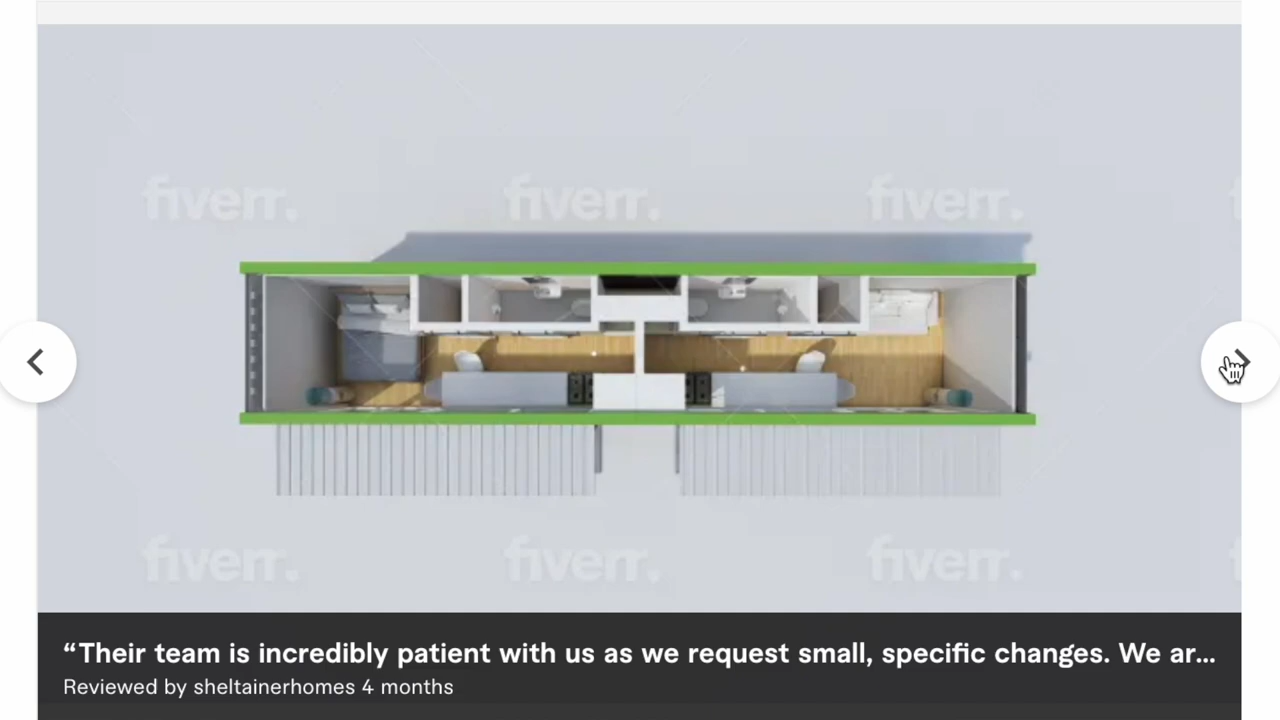 fiverr. fiverr. fiverr.
fiverr. fiverr. fiverr.
“Their team is incredibly patient with us as we request small, specific changes. We ar...
Reviewed by sheltainerhomes 4 months